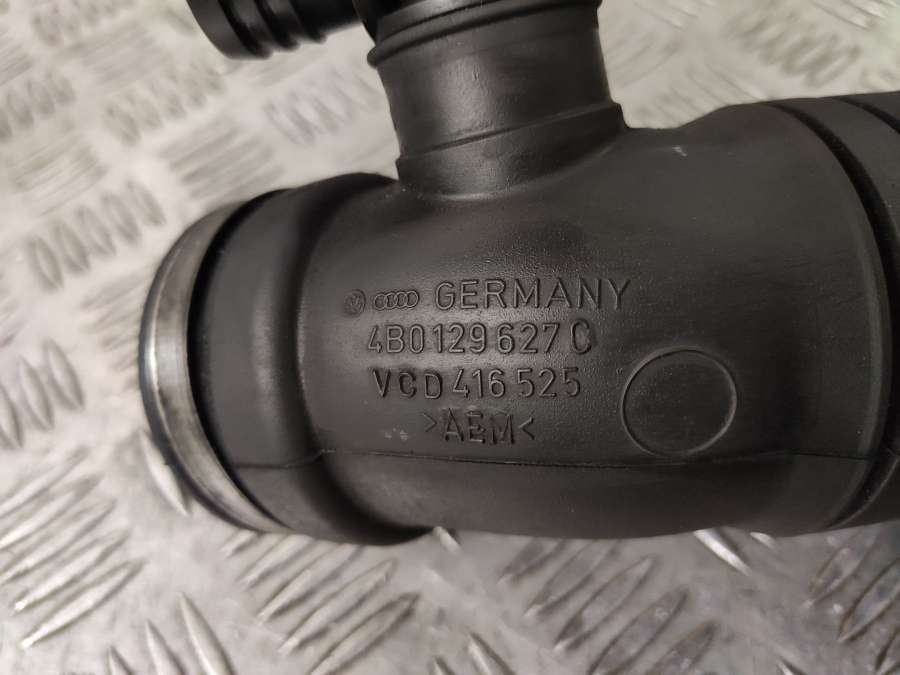 GERMANY
4B0 129 627 C
VCD 416 525
>AEM<